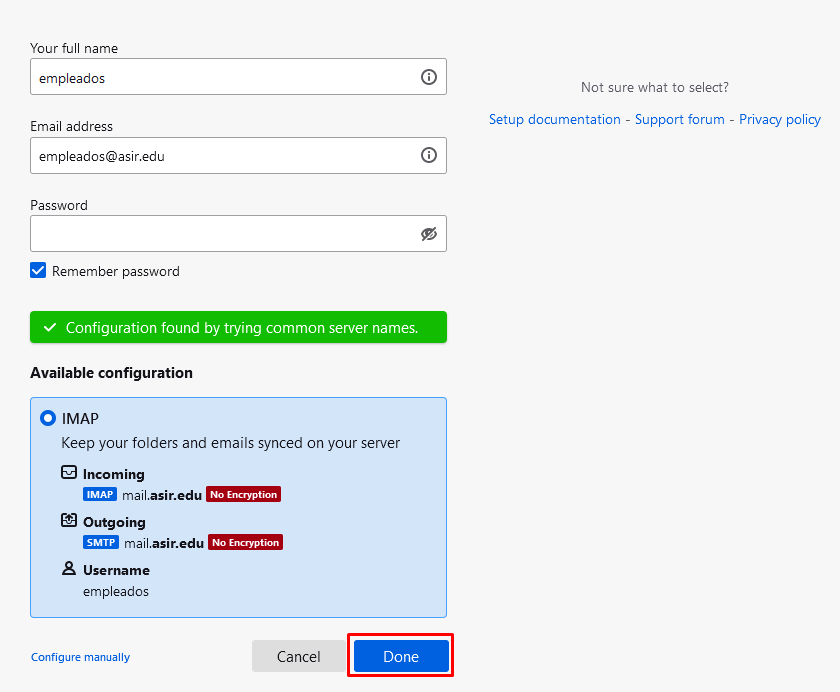 Your full name
empleados
Email address
empleados@asir.edu
Password
Remember password
Configuration found by trying common server names.
Available configuration
IMAP
Keep your folders and emails synced on your server
Incoming
IMAP mail.asir.edu No Encryption
Outgoing
SMTP mail.asir.edu No Encryption
Username
empleados
Configure manually
Cancel
Done
Not sure what to select?
Setup documentation - Support forum - Privacy policy